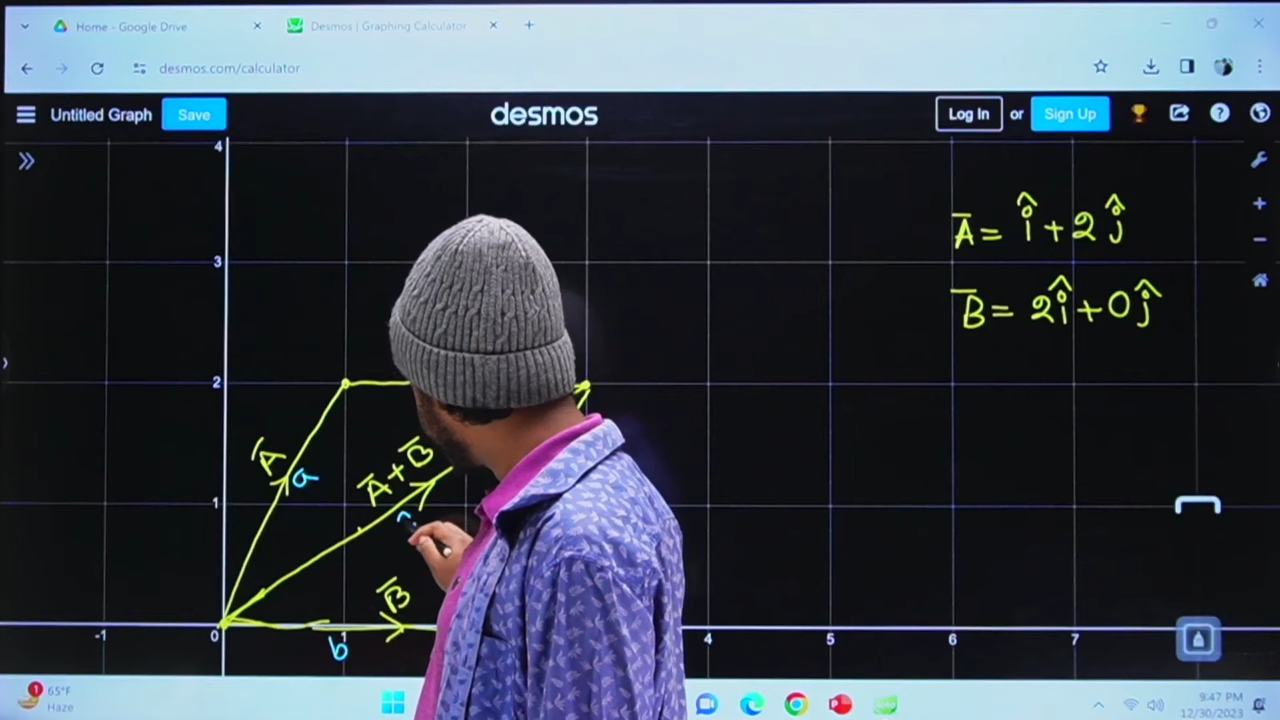 Home - Google Drive
Desmos | Graphing Calculator
desmos.com/calculator
Untitled Graph Save desmos Log In or Sign Up
4
3
2
1
-1 0 1 4 5 6 7
A̅ = î + 2 ĵ
B̅ = 2î + 0ĵ
A̅
a
A̅+B̅
B̅
b
1
65°F
Haze
9:47 PM
12/30/2023